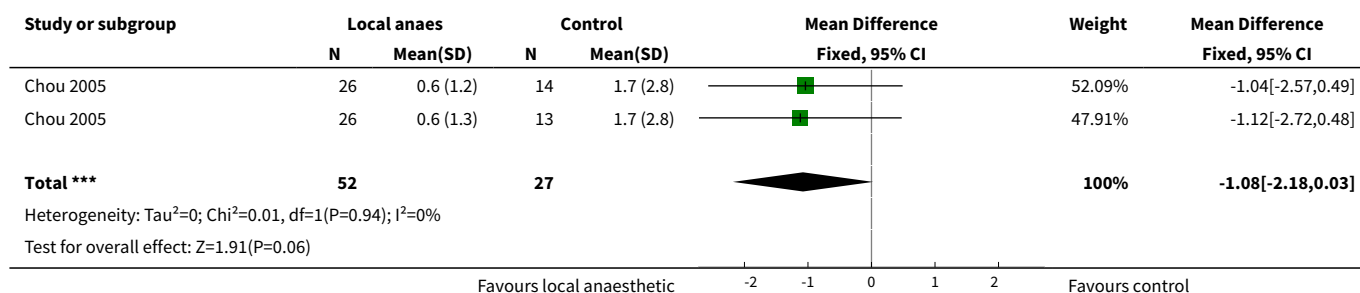 Study or subgroup Local anaes Control Mean Difference Weight Mean Difference
N Mean(SD) N Mean(SD) Fixed, 95% CI Fixed, 95% CI
Chou 2005 26 0.6 (1.2) 14 1.7 (2.8) 52.09% -1.04[-2.57,0.49]
Chou 2005 26 0.6 (1.3) 13 1.7 (2.8) 47.91% -1.12[-2.72,0.48]
Total *** 52 27 100% -1.08[-2.18,0.03]
Heterogeneity: Tau²=0; Chi²=0.01, df=1(P=0.94); I²=0%
Test for overall effect: Z=1.91(P=0.06)
Favours local anaesthetic -2 -1 0 1 2 Favours control